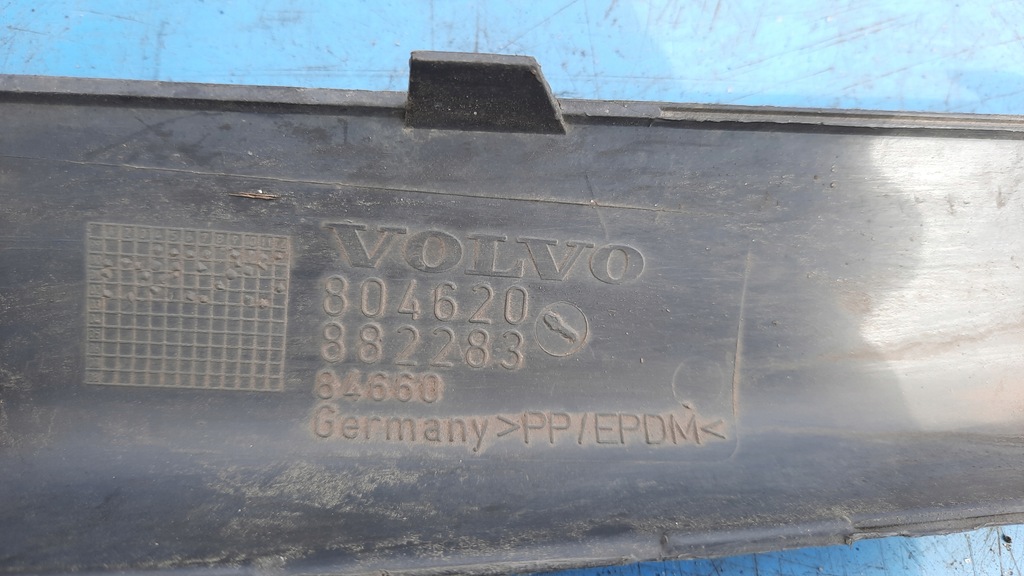 VOLVO
804620
882283
84660
Germany >PP/EPDM<